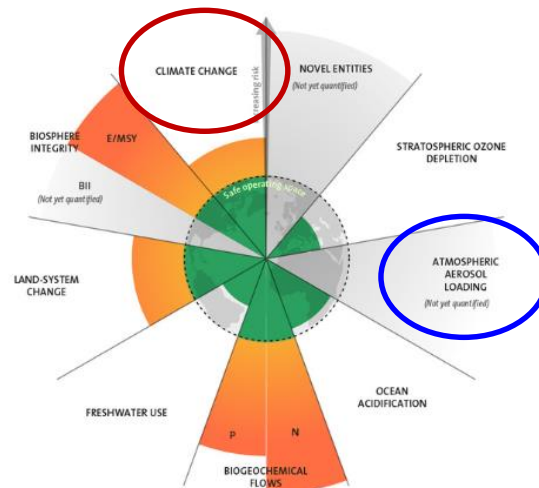 CLIMATE CHANGE
NOVEL ENTITIES
(Not yet quantified)
risk
BIOSPHERE
INTEGRITY
E/MSY
STRATOSPHERIC OZONE
DEPLETION
BII
(Not yet quantified)
Safe operating space
ATMOSPHERIC
AEROSOL
LOADING
(Not yet quantified)
LAND-SYSTEM
CHANGE
OCEAN
ACIDIFICATION
FRESHWATER USE
P
N
BIOGEOCHEMICAL
FLOWS